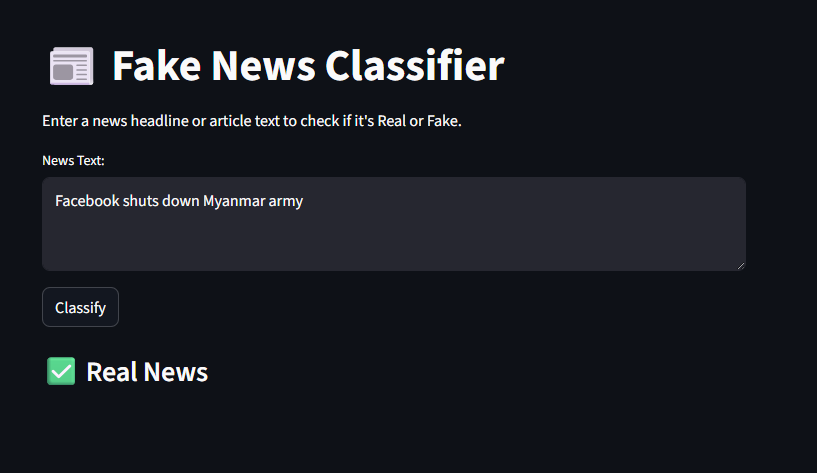 Fake News Classifier
Enter a news headline or article text to check if it's Real or Fake.
News Text:
Facebook shuts down Myanmar army
Classify
Real News